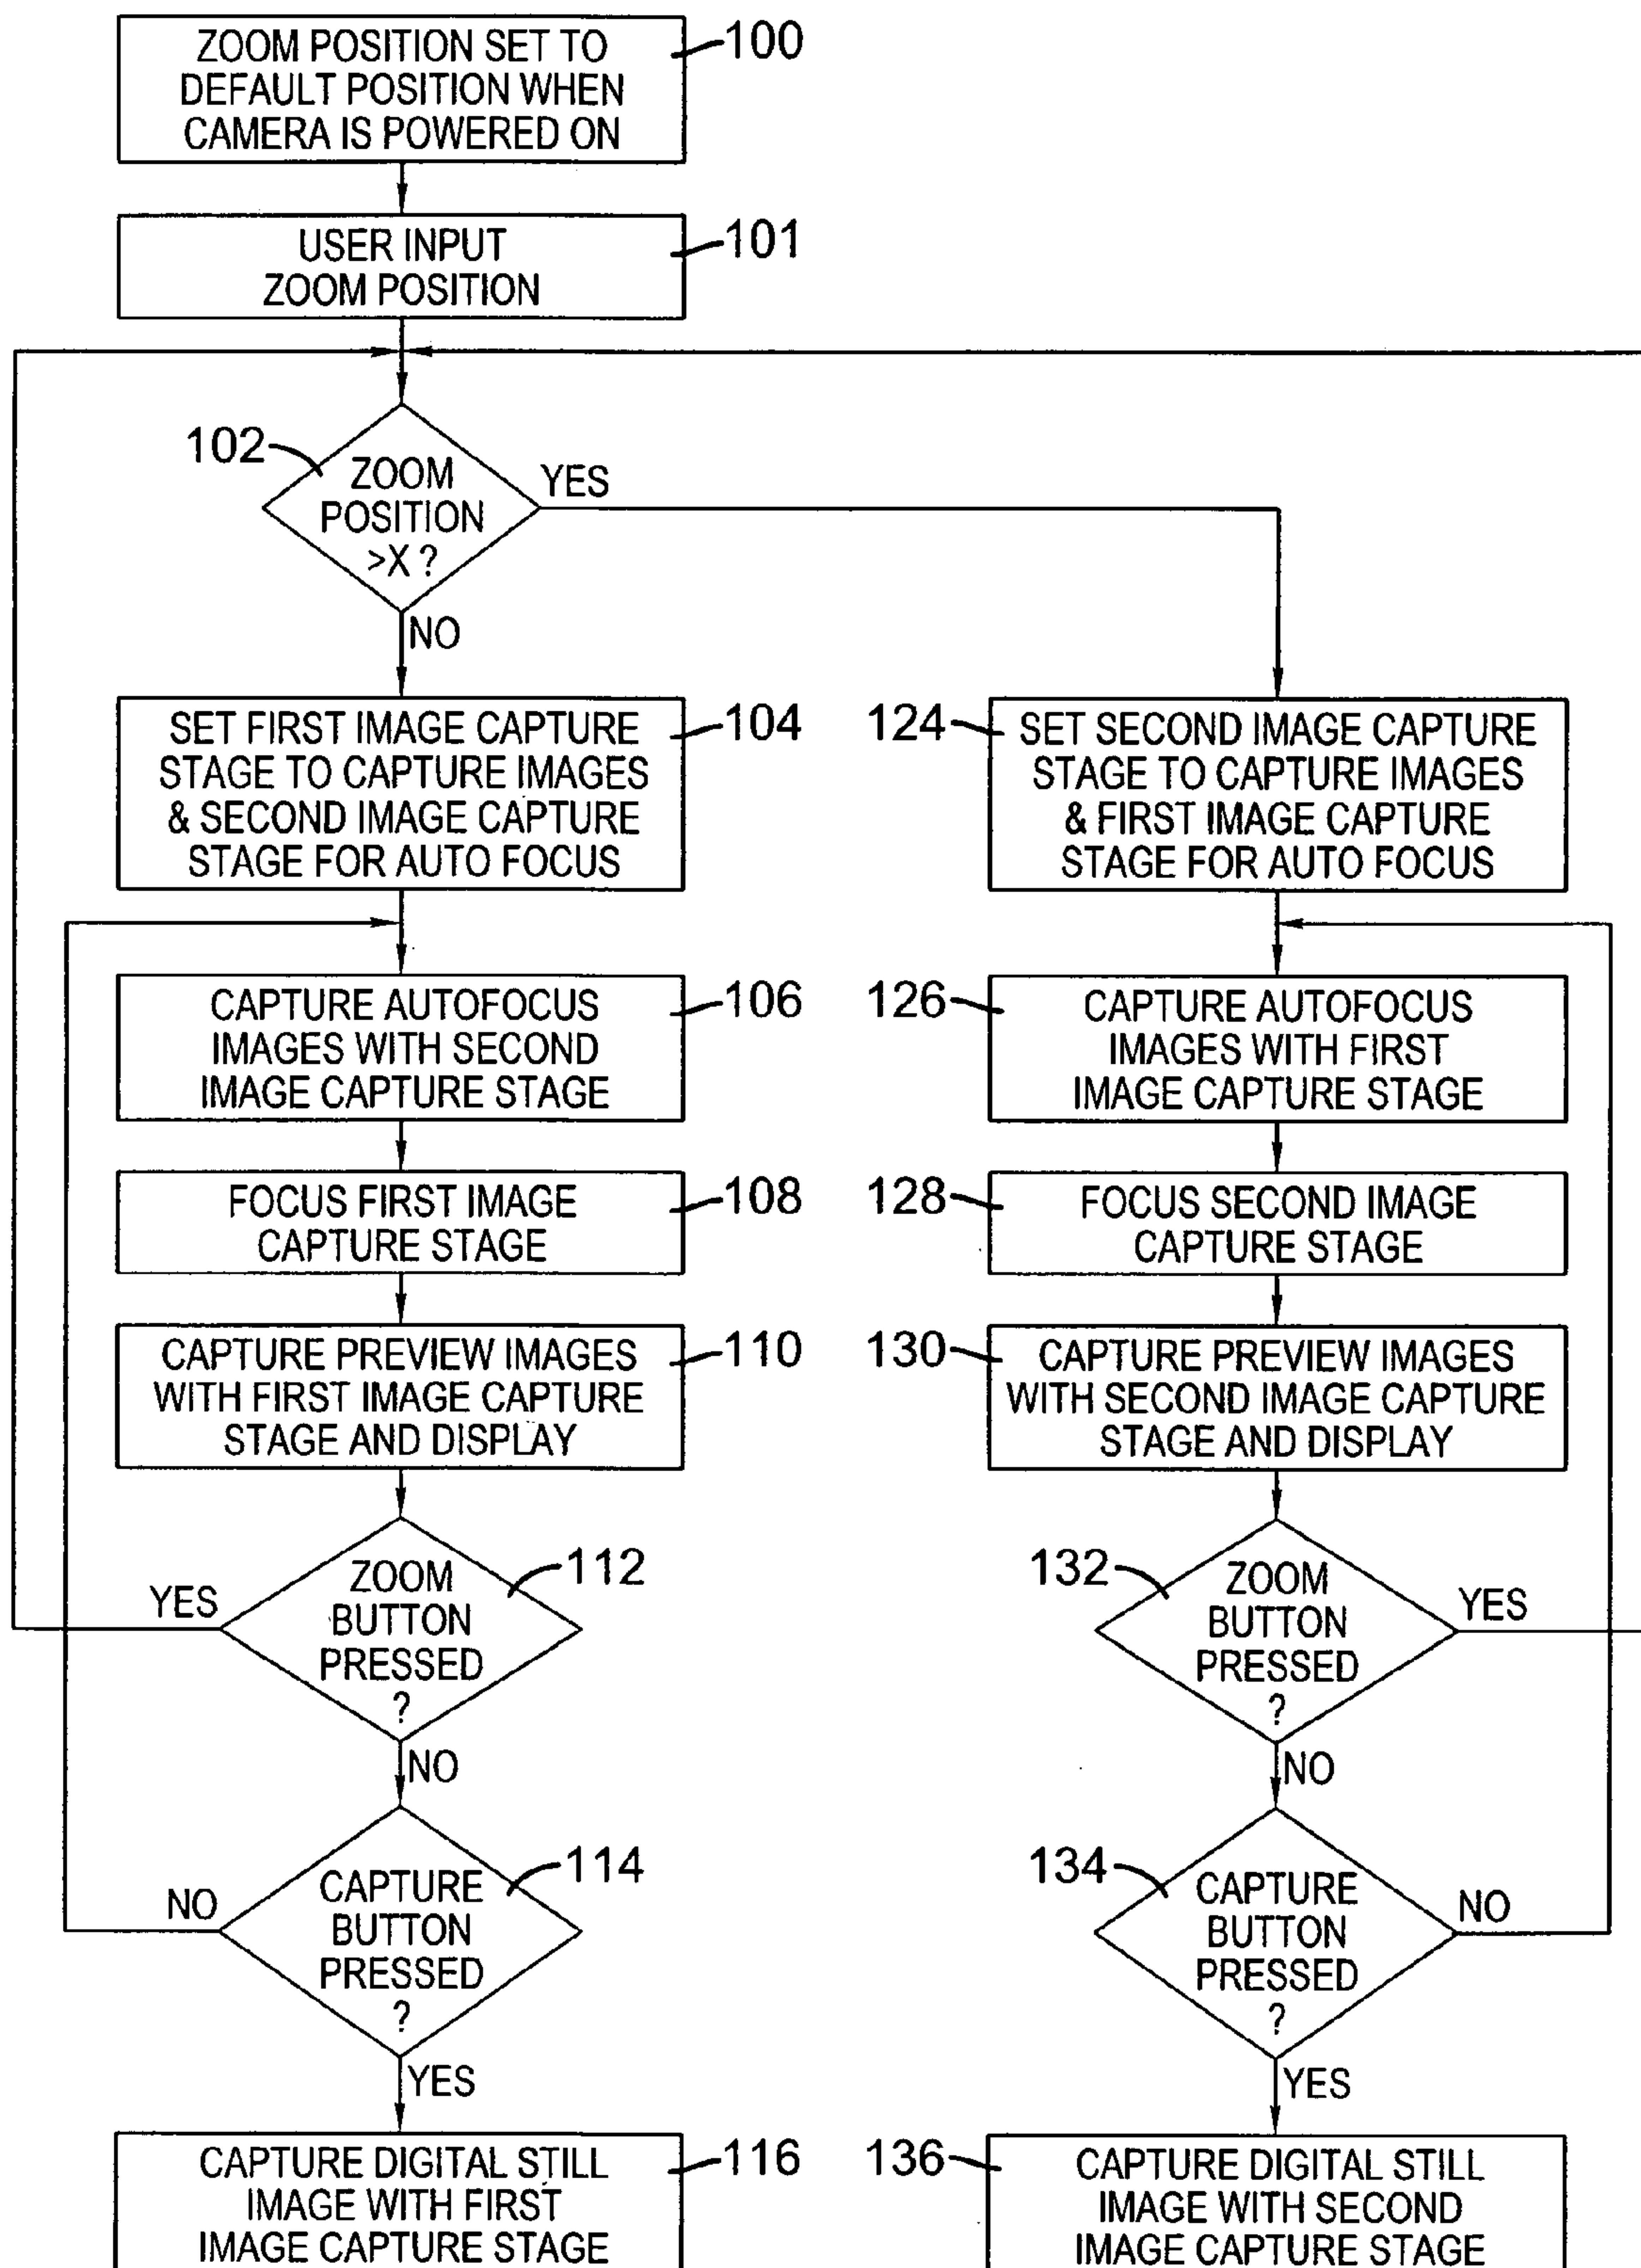 ZOOM POSITION SET TO
DEFAULT POSITION WHEN
CAMERA IS POWERED ON
100
USER INPUT
ZOOM POSITION
101
102
ZOOM
POSITION
>X ?
YES
NO
SET FIRST IMAGE CAPTURE
STAGE TO CAPTURE IMAGES
& SECOND IMAGE CAPTURE
STAGE FOR AUTO FOCUS
104
124
SET SECOND IMAGE CAPTURE
STAGE TO CAPTURE IMAGES
& FIRST IMAGE CAPTURE
STAGE FOR AUTO FOCUS
CAPTURE AUTOFOCUS
IMAGES WITH SECOND
IMAGE CAPTURE STAGE
106
126
CAPTURE AUTOFOCUS
IMAGES WITH FIRST
IMAGE CAPTURE STAGE
FOCUS FIRST IMAGE
CAPTURE STAGE
108
128
FOCUS SECOND IMAGE
CAPTURE STAGE
CAPTURE PREVIEW IMAGES
WITH FIRST IMAGE CAPTURE
STAGE AND DISPLAY
110
130
CAPTURE PREVIEW IMAGES
WITH SECOND IMAGE CAPTURE
STAGE AND DISPLAY
YES
ZOOM
BUTTON
PRESSED
?
112
NO
132
ZOOM
BUTTON
PRESSED
?
YES
NO
NO
CAPTURE
BUTTON
PRESSED
?
114
YES
134
CAPTURE
BUTTON
PRESSED
?
NO
YES
CAPTURE DIGITAL STILL
IMAGE WITH FIRST
IMAGE CAPTURE STAGE
116
136
CAPTURE DIGITAL STILL
IMAGE WITH SECOND
IMAGE CAPTURE STAGE